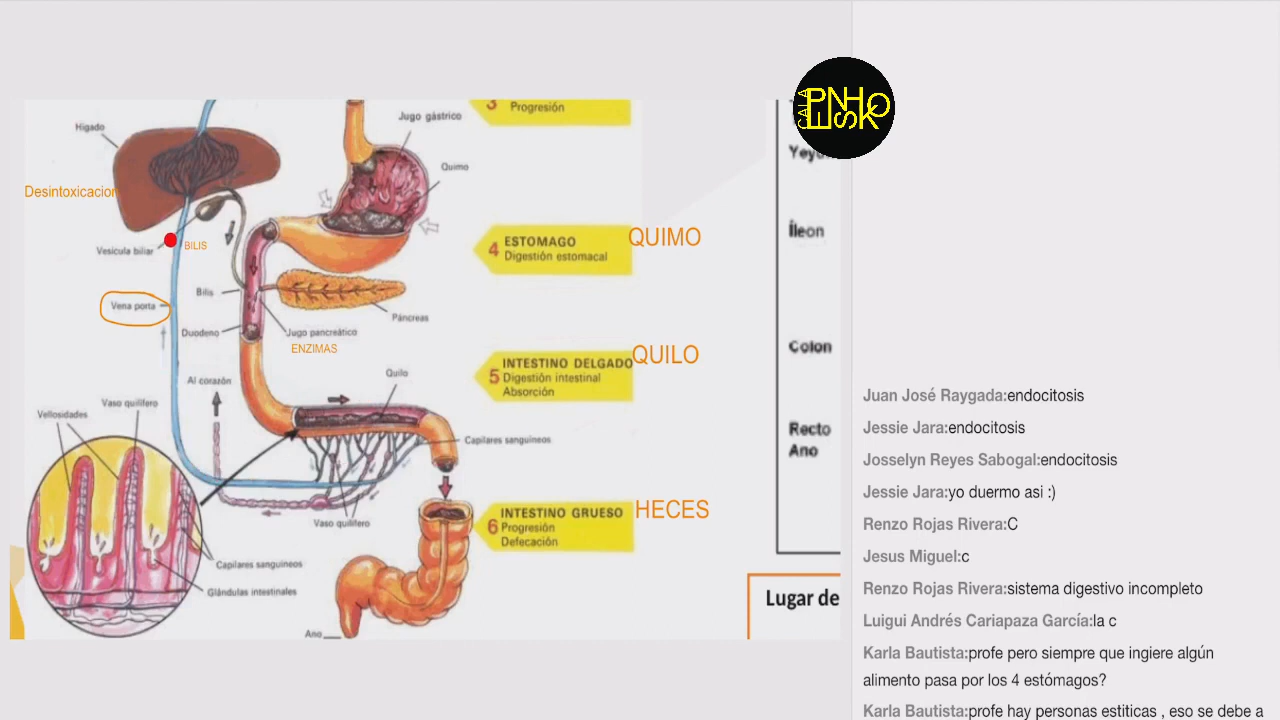 3 Progresión
Jugo gástrico
Hígado
Quimo
Desintoxicacion
Vesícula biliar
BILIS
4 ESTOMAGO
Digestión estomacal
QUIMO
Bilis
Vena porta
Páncreas
Duodeno
Jugo pancreático
ENZIMAS
5 INTESTINO DELGADO
Digestión intestinal
Absorción
QUILO
Al corazón
Quilo
Vaso quilífero
Vellosidades
Capilares sanguíneos
Vaso quilífero
6 INTESTINO GRUESO
Progresión
Defecación
HECES
Capilares sanguíneos
Glándulas intestinales
Ano
Íleon
Colon
Recto
Ano
Lugar de
Juan José Raygada:endocitosis
Jessie Jara:endocitosis
Josselyn Reyes Sabogal:endocitosis
Jessie Jara:yo duermo asi :)
Renzo Rojas Rivera:C
Jesus Miguel:c
Renzo Rojas Rivera:sistema digestivo incompleto
Luigui Andrés Cariapaza García:la c
Karla Bautista:profe pero siempre que ingiere algún
alimento pasa por los 4 estómagos?
Karla Bautista:profe hay personas estiticas , eso se debe a